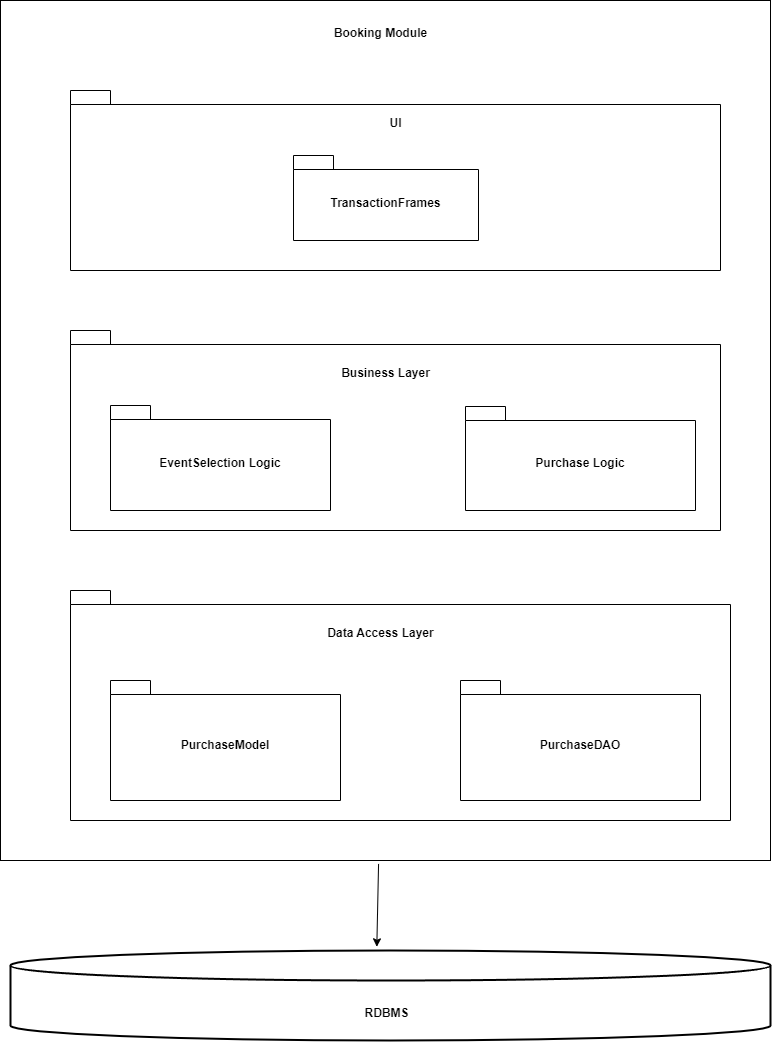 Booking Module
UI
TransactionFrames
Business Layer
EventSelection Logic
Purchase Logic
Data Access Layer
PurchaseModel
PurchaseDAO
RDBMS